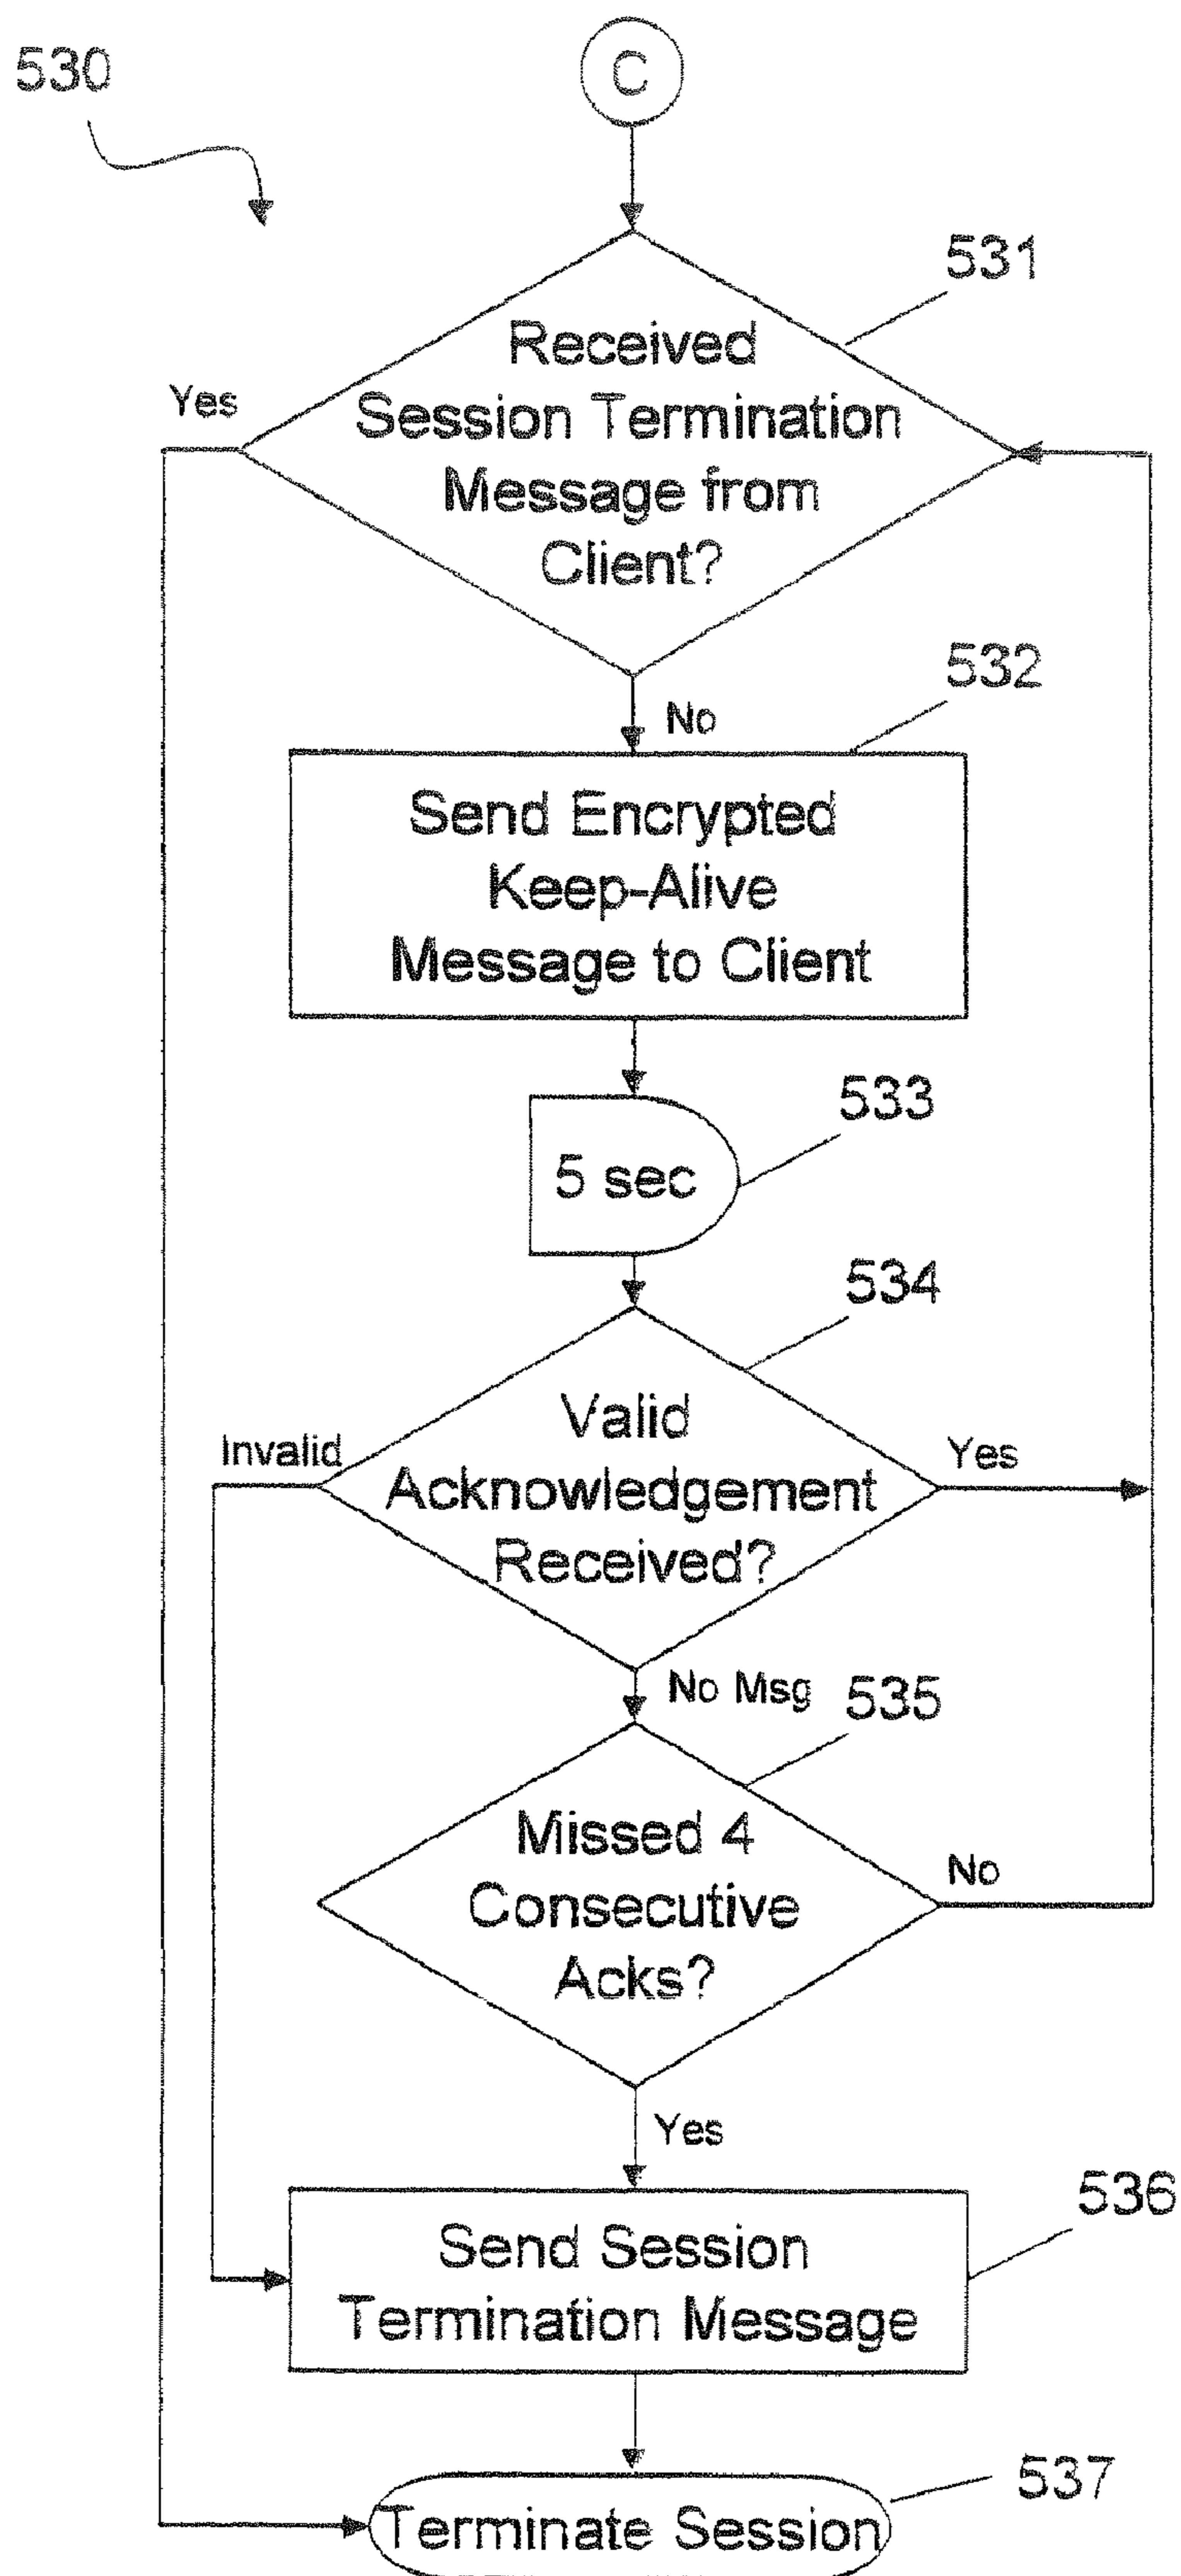 530
C
531
Received
Session Termination
Message from
Client?
Yes
No
532
Send Encrypted
Keep-Alive
Message to Client
533
5 sec
534
Valid
Acknowledgement
Received?
Invalid
Yes
No Msg
535
Missed 4
Consecutive
Acks?
No
Yes
536
Send Session
Termination Message
537
Terminate Session